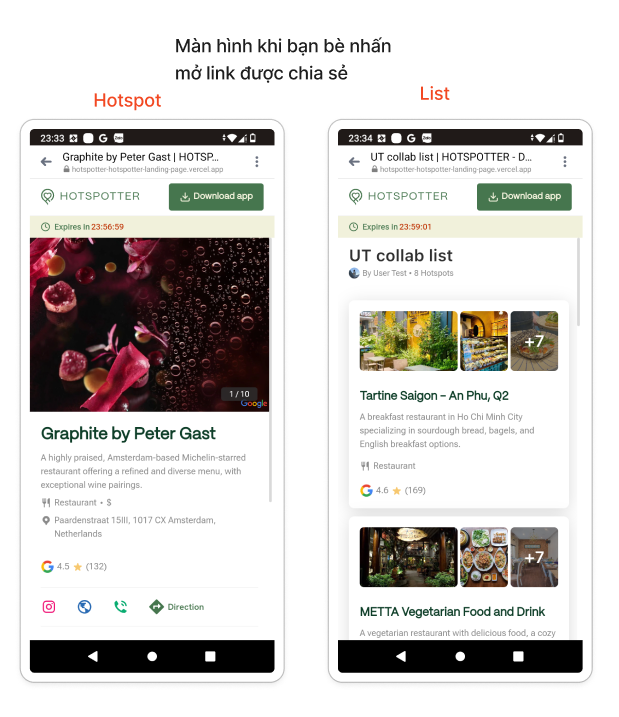 Màn hình khi bạn bè nhấn
mở link được chia sẻ
Hotspot
23:33 G Zalo
Graphite by Peter Gast | HOTSP...
hotspotter-hotspotter-landing-page.vercel.app
HOTSPOTTER
Download app
Expires in 23:56:59
1 / 10
Google
Graphite by Peter Gast
A highly praised, Amsterdam-based Michelin-starred
restaurant offering a refined and diverse menu, with
exceptional wine pairings.
Restaurant • $
Paardenstraat 15III, 1017 CX Amsterdam,
Netherlands
G 4.5 (132)
Direction
List
23:34 G Zalo
UT collab list | HOTSPOTTER - D...
hotspotter-hotspotter-landing-page.vercel.app
HOTSPOTTER
Download app
Expires in 23:59:01
UT collab list
By User Test • 8 Hotspots
+7
Tartine Saigon - An Phu, Q2
A breakfast restaurant in Ho Chi Minh City
specializing in sourdough bread, bagels, and
English breakfast options.
Restaurant
G 4.6 (169)
+7
METTA Vegetarian Food and Drink
A vegetarian restaurant with delicious food, a cozy